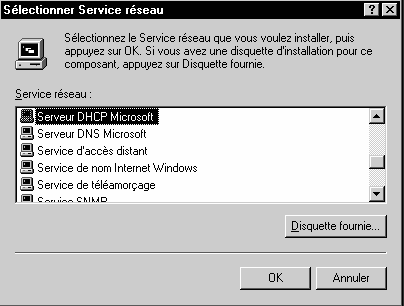 Sélectionner Service réseau
Sélectionnez le Service réseau que vous voulez installer, puis
appuyez sur OK. Si vous avez une disquette d'installation pour ce
composant, appuyez sur Disquette fournie.
Service réseau :
Serveur DHCP Microsoft
Serveur DNS Microsoft
Service d'accès distant
Service de nom Internet Windows
Service de téléamorçage
Service SNMP
Disquette fournie...
OK
Annuler